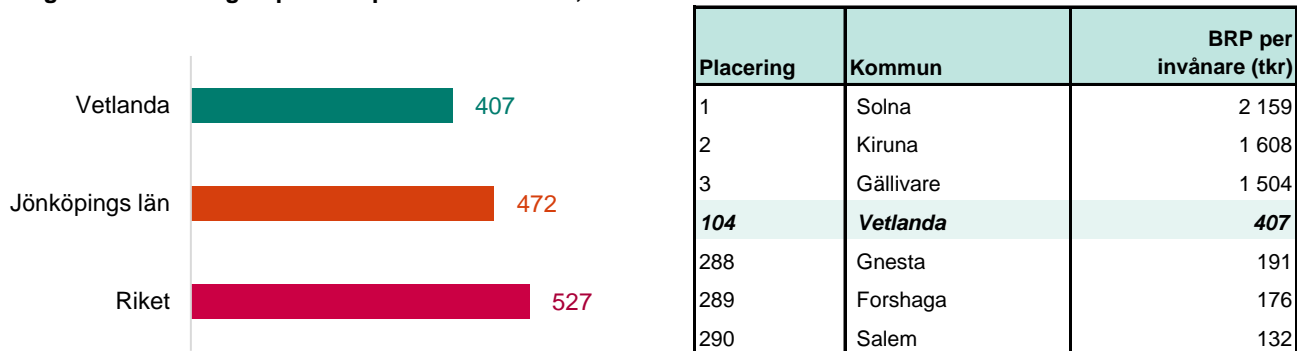 Vetlanda 407
Jönköpings län 472
Riket 527
Placering Kommun BRP per invånare (tkr)
1 Solna 2 159
2 Kiruna 1 608
3 Gällivare 1 504
104 Vetlanda 407
288 Gnesta 191
289 Forshaga 176
290 Salem 132